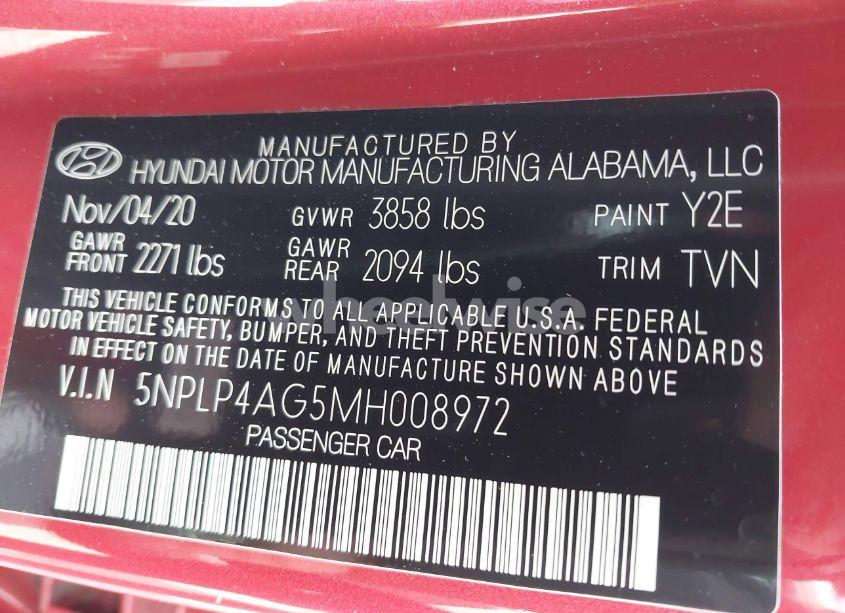 MANUFACTURED BY
HYUNDAI MOTOR MANUFACTURING ALABAMA, LLC
Nov/04/20 GVWR 3858 lbs PAINT Y2E
GAWR FRONT 2271 lbs GAWR REAR 2094 lbs TRIM TVN
THIS VEHICLE CONFORMS TO ALL APPLICABLE U.S.A. FEDERAL
MOTOR VEHICLE SAFETY, BUMPER, AND THEFT PREVENTION STANDARDS
IN EFFECT ON THE DATE OF MANUFACTURE SHOWN ABOVE
V.I.N 5NPLP4AG5MH008972
PASSENGER CAR
wheelwise